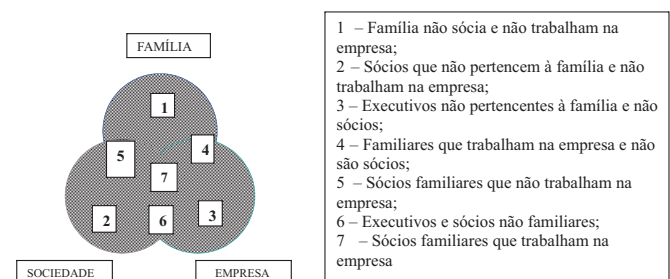 FAMÍLIA
1
5
4
7
2
6
3
SOCIEDADE
EMPRESA
1 – Família não sócia e não trabalham na
empresa;
2 – Sócios que não pertencem à família e não
trabalham na empresa;
3 – Executivos não pertencentes à família e não
sócios;
4 – Familiares que trabalham na empresa e não
são sócios;
5 – Sócios familiares que não trabalham na
empresa;
6 – Executivos e sócios não familiares;
7 – Sócios familiares que trabalham na
empresa